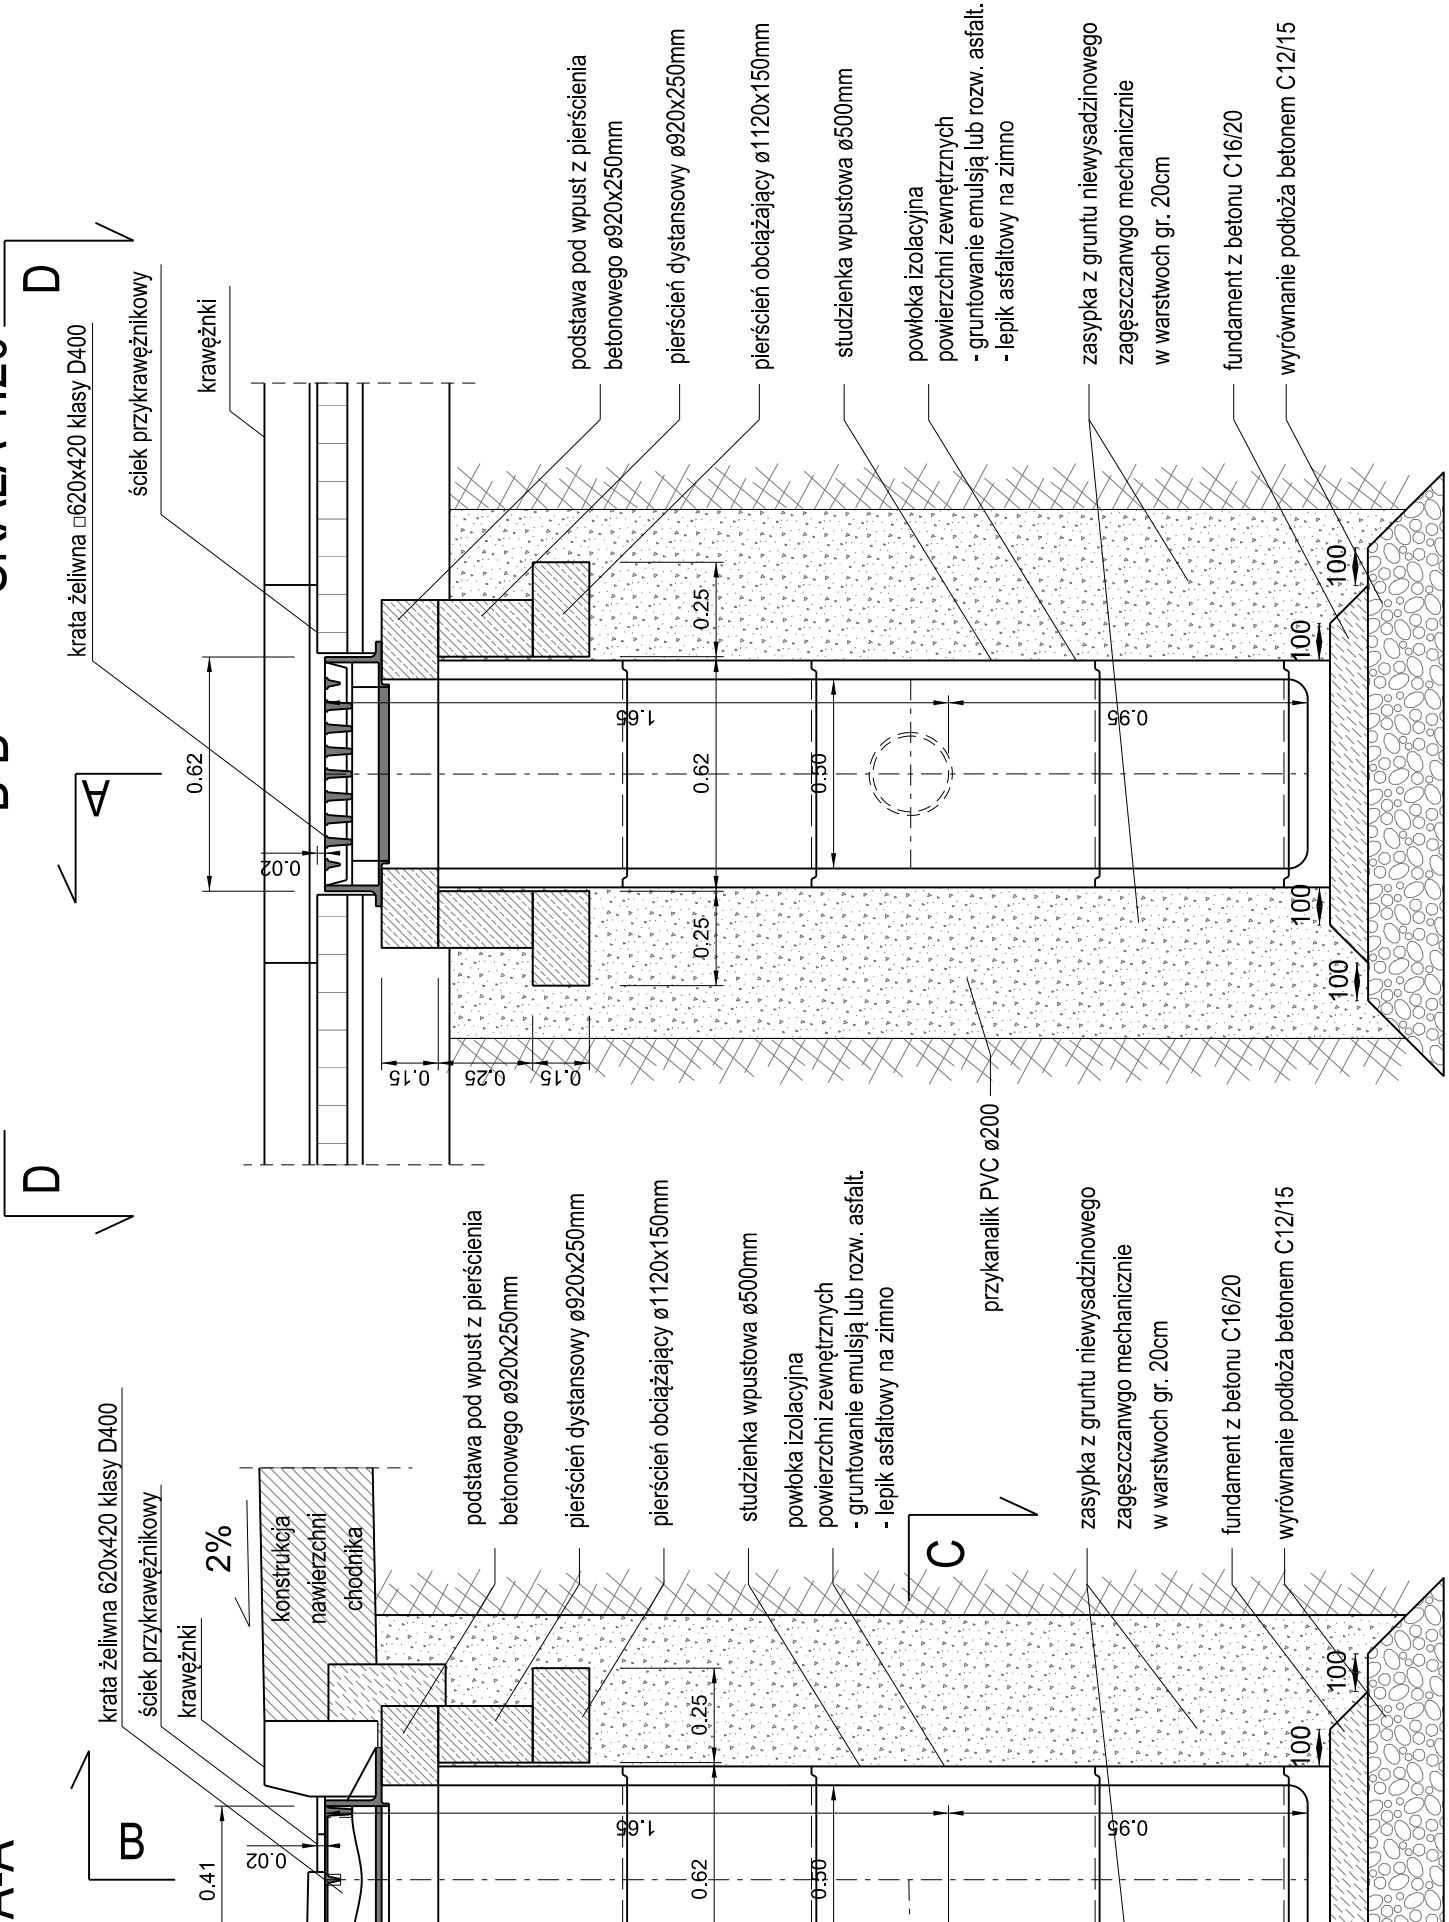 A-A
B-B
D
D
A
B
C
krata żeliwna □620x420 klasy D400
ściek przykrawężnikowy
krawężnki
podstawa pod wpust z pierścienia
betonowego ø920x250mm
pierścień dystansowy ø920x250mm
pierścień obciążający ø1120x150mm
studzienka wpustowa ø500mm
powłoka izolacyjna
powierzchni zewnętrznych
- gruntowanie emulsją lub rozw. asfalt.
- lepik asfaltowy na zimno
zasypka z gruntu niewysadzinowego
zagęszczanwgo mechanicznie
w warstwoch gr. 20cm
fundament z betonu C16/20
wyrównanie podłoża betonem C12/15
przykanalik PVC ø200
0.62
0.02
0.25
0.62
0.25
0.50
1.65
0.95
0.15
0.25
0.15
100
100
100
100
krata żeliwna 620x420 klasy D400
ściek przykrawężnikowy
krawężnki
2%
konstrukcja
nawierzchni
chodnika
podstawa pod wpust z pierścienia
betonowego ø920x250mm
pierścień dystansowy ø920x250mm
pierścień obciążający ø1120x150mm
studzienka wpustowa ø500mm
powłoka izolacyjna
powierzchni zewnętrznych
- gruntowanie emulsją lub rozw. asfalt.
- lepik asfaltowy na zimno
zasypka z gruntu niewysadzinowego
zagęszczanwgo mechanicznie
w warstwoch gr. 20cm
fundament z betonu C16/20
wyrównanie podłoża betonem C12/15
0.41
0.02
0.25
0.62
0.50
1.65
0.95
100
100